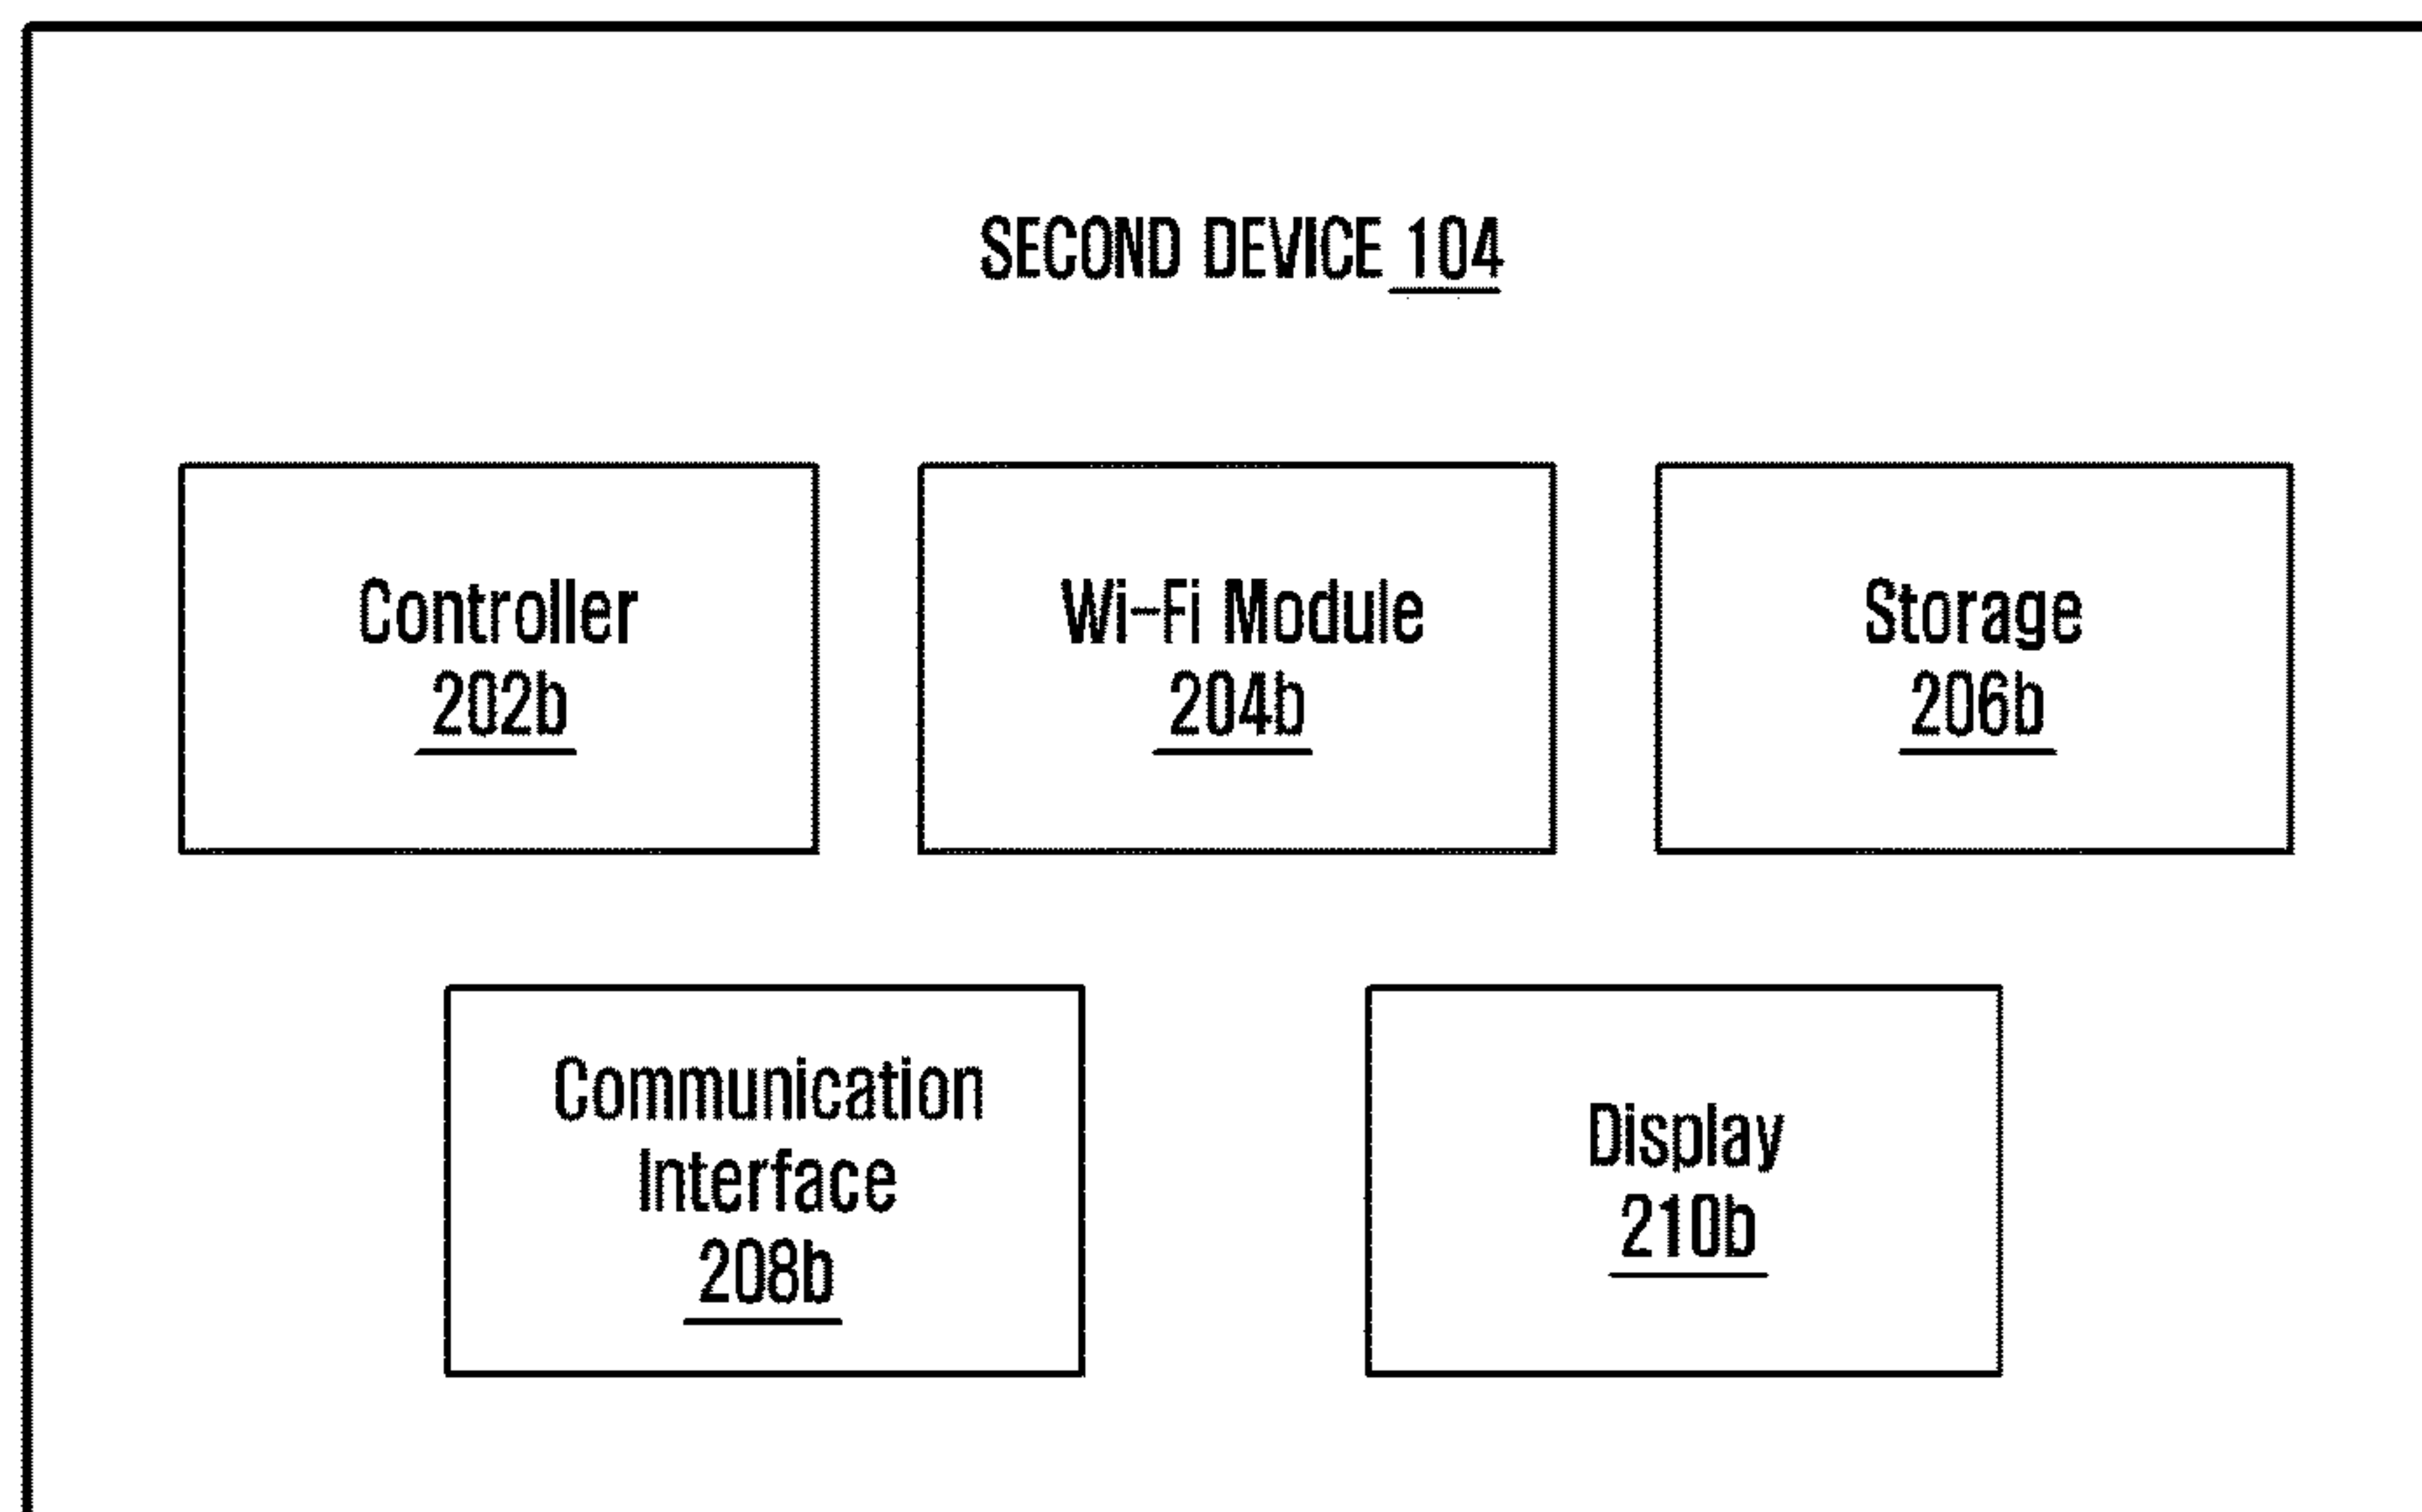 SECOND DEVICE 104
Controller
202b
Wi-Fi Module
204b
Storage
206b
Communication
Interface
208b
Display
210b